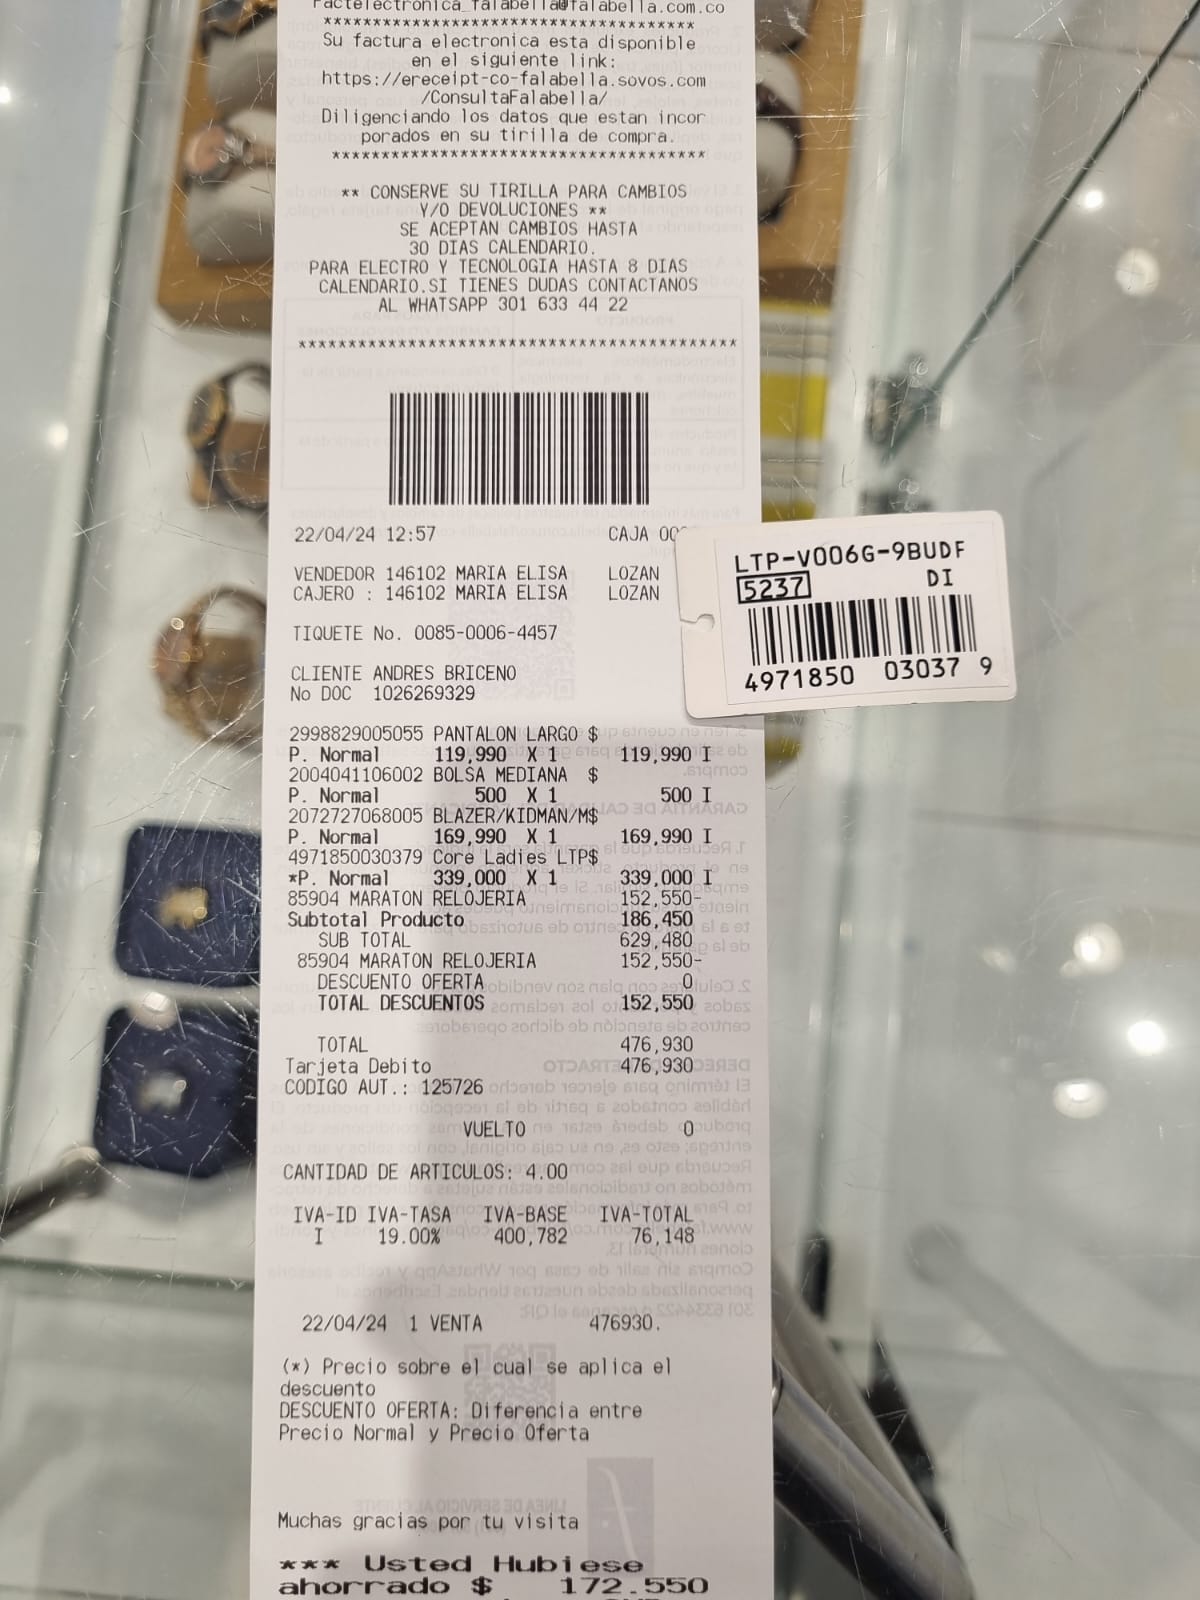 Factelectronica_falabella@falabella.com.co
**************************************
Su factura electronica esta disponible
en el siguiente link:
https://ereceipt-co-falabella.sovos.com
/ConsultaFalabella/
Diligenciando los datos que estan incor
porados en su tirilla de compra.
**************************************
** CONSERVE SU TIRILLA PARA CAMBIOS
Y/O DEVOLUCIONES **
SE ACEPTAN CAMBIOS HASTA
30 DIAS CALENDARIO.
PARA ELECTRO Y TECNOLOGIA HASTA 8 DIAS
CALENDARIO.SI TIENES DUDAS CONTACTANOS
AL WHATSAPP 301 633 44 22
*********************************************
22/04/24 12:57 CAJA 00
VENDEDOR 146102 MARIA ELISA LOZAN
CAJERO : 146102 MARIA ELISA LOZAN
TIQUETE No. 0085-0006-4457
CLIENTE ANDRES BRICENO
No DOC 1026269329
2998829005055 PANTALON LARGO $
P. Normal 119,990 X 1 119,990 I
2004041106002 BOLSA MEDIANA $
P. Normal 500 X 1 500 I
2072727068005 BLAZER/KIDMAN/M$
P. Normal 169,990 X 1 169,990 I
4971850030379 Core Ladies LTP$
*P. Normal 339,000 X 1 339,000 I
85904 MARATON RELOJERIA 152,550-
Subtotal Producto 186,450
SUB TOTAL 629,480
85904 MARATON RELOJERIA 152,550-
DESCUENTO OFERTA 0
TOTAL DESCUENTOS 152,550
TOTAL 476,930
Tarjeta Debito 476,930
CODIGO AUT.: 125726
VUELTO 0
CANTIDAD DE ARTICULOS: 4.00
IVA-ID IVA-TASA IVA-BASE IVA-TOTAL
I 19.00% 400,782 76,148
22/04/24 1 VENTA 476930.
(*) Precio sobre el cual se aplica el
descuento
DESCUENTO OFERTA: Diferencia entre
Precio Normal y Precio Oferta
Muchas gracias por tu visita
*** Usted Hubiese
ahorrado $ 172.550
LTP-V006G-9BUDF
5237 DI
4971850 03037 9